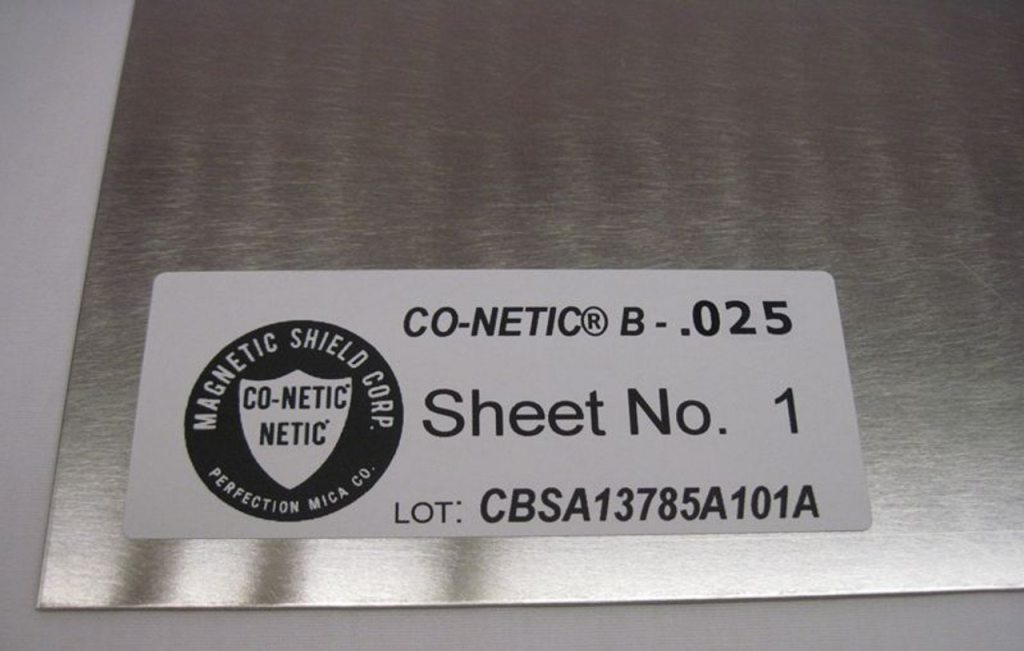 CO-NETIC® B - .025
MAGNETIC SHIELD CORP.
CO-NETIC
NETIC
PERFECTION MICA CO.
Sheet No. 1
LOT: CBSA13785A101A